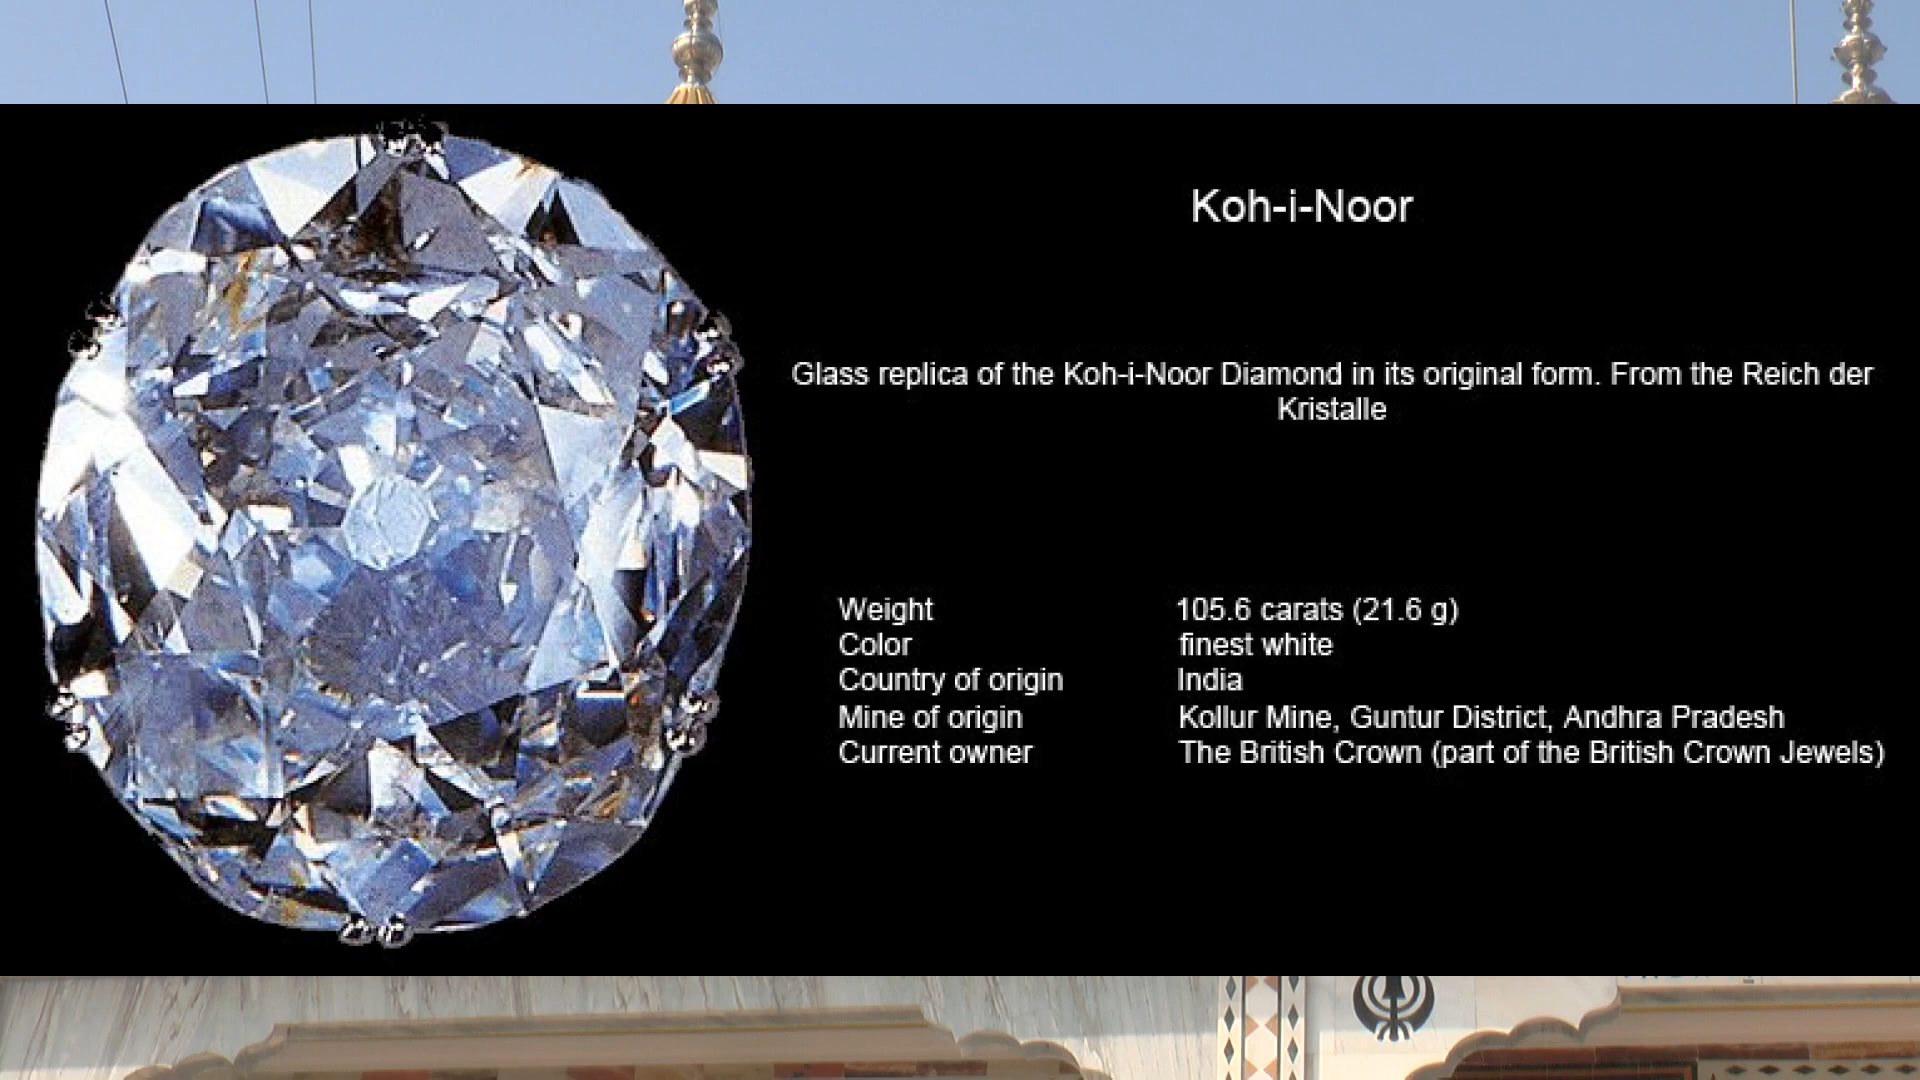 Koh-i-Noor
Glass replica of the Koh-i-Noor Diamond in its original form. From the Reich der
Kristalle
Weight 105.6 carats (21.6 g)
Color finest white
Country of origin India
Mine of origin Kollur Mine, Guntur District, Andhra Pradesh
Current owner The British Crown (part of the British Crown Jewels)